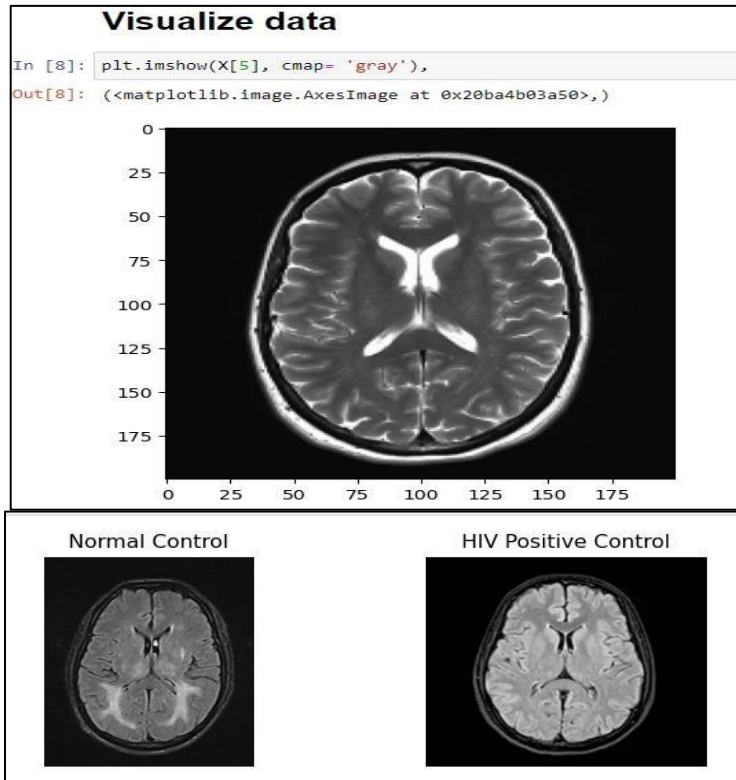 Visualize data
In [8]: plt.imshow(X[5], cmap= 'gray'),
Out[8]: (<matplotlib.image.AxesImage at 0x20ba4b03a50>,)
0
25
50
75
100
125
150
175
0 25 50 75 100 125 150 175
Normal Control HIV Positive Control